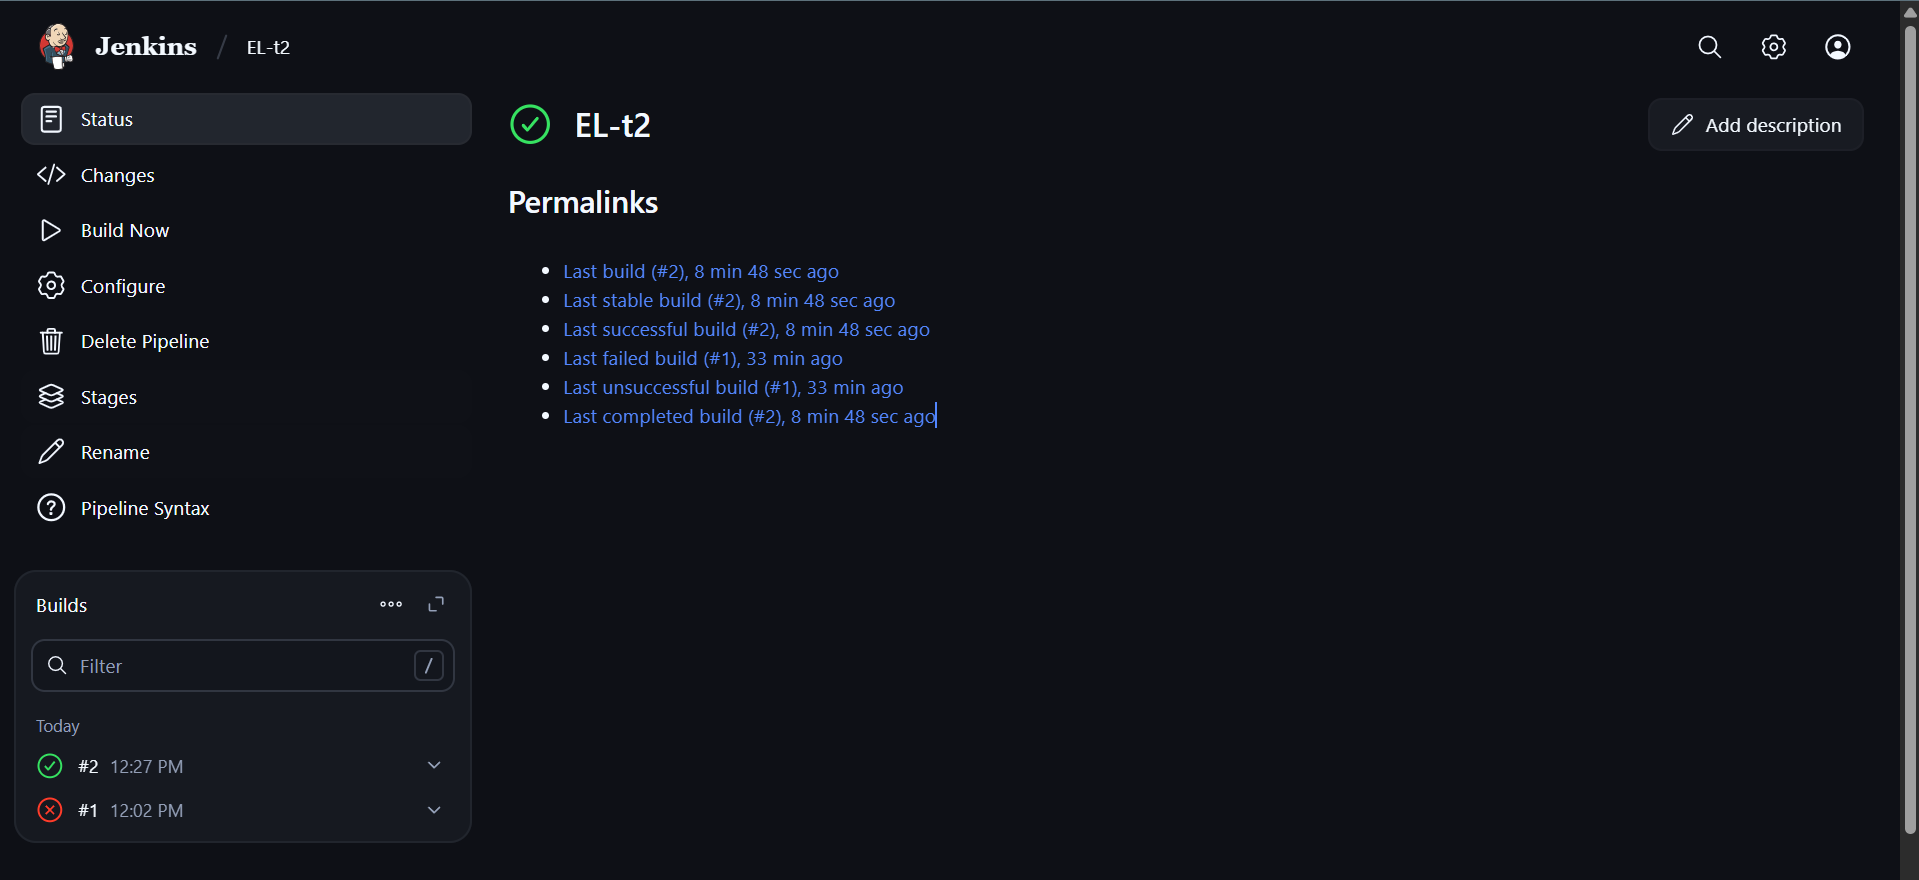 Jenkins / EL-t2
Status
Changes
Build Now
Configure
Delete Pipeline
Stages
Rename
Pipeline Syntax
Builds
Filter /
Today
#2 12:27 PM
#1 12:02 PM
EL-t2
Add description
Permalinks
Last build (#2), 8 min 48 sec ago
Last stable build (#2), 8 min 48 sec ago
Last successful build (#2), 8 min 48 sec ago
Last failed build (#1), 33 min ago
Last unsuccessful build (#1), 33 min ago
Last completed build (#2), 8 min 48 sec ago